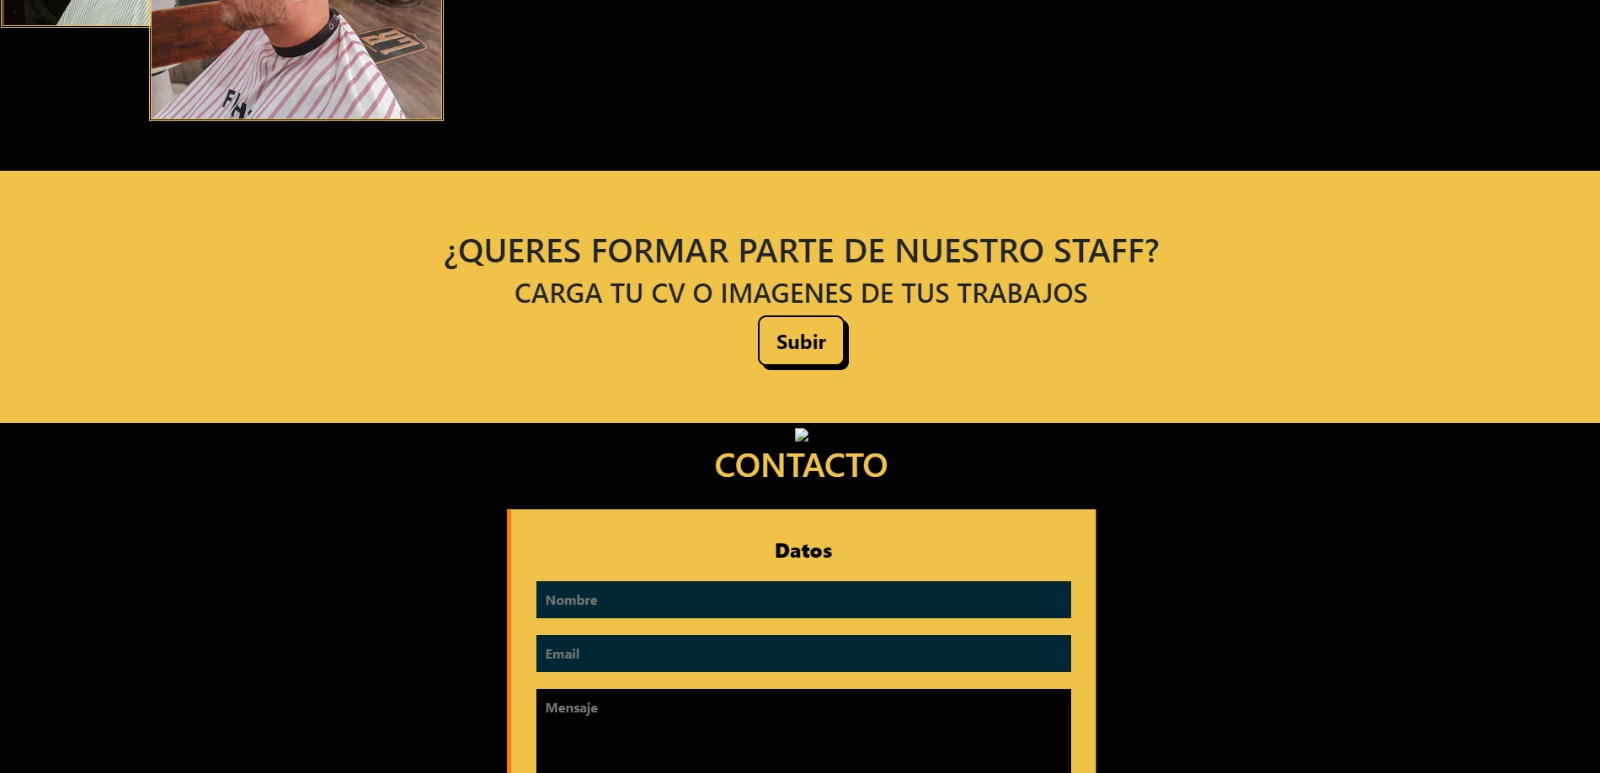 ¿QUERES FORMAR PARTE DE NUESTRO STAFF?
CARGA TU CV O IMAGENES DE TUS TRABAJOS
Subir
CONTACTO
Datos
Nombre
Email
Mensaje